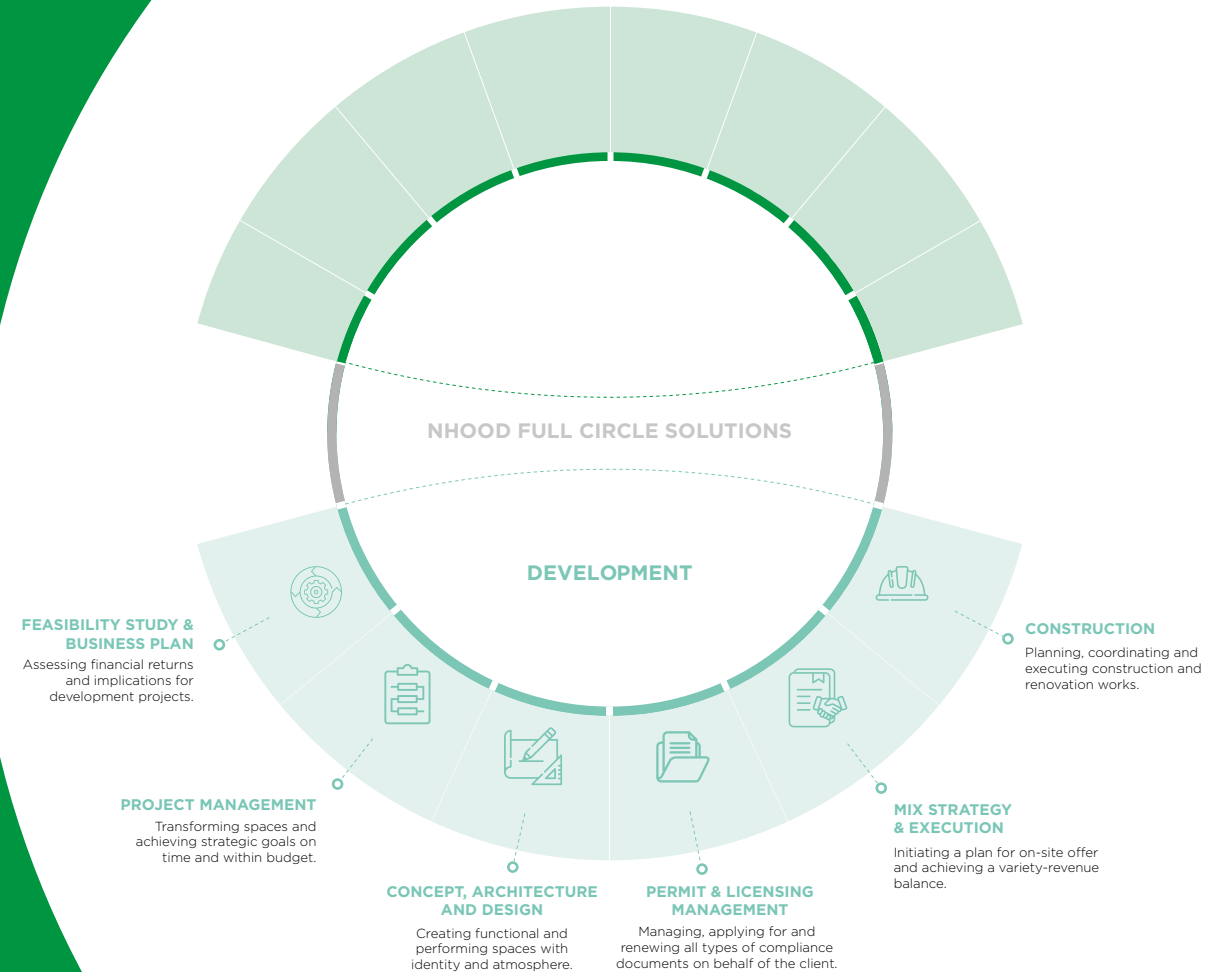 NHOOD FULL CIRCLE SOLUTIONS
DEVELOPMENT
FEASIBILITY STUDY &
BUSINESS PLAN
Assessing financial returns
and implications for
development projects.
PROJECT MANAGEMENT
Transforming spaces and
achieving strategic goals on
time and within budget.
CONCEPT, ARCHITECTURE
AND DESIGN
Creating functional and
performing spaces with
identity and atmosphere.
PERMIT & LICENSING
MANAGEMENT
Managing, applying for and
renewing all types of compliance
documents on behalf of the client.
MIX STRATEGY
& EXECUTION
Initiating a plan for on-site offer
and achieving a variety-revenue
balance.
CONSTRUCTION
Planning, coordinating and
executing construction and
renovation works.